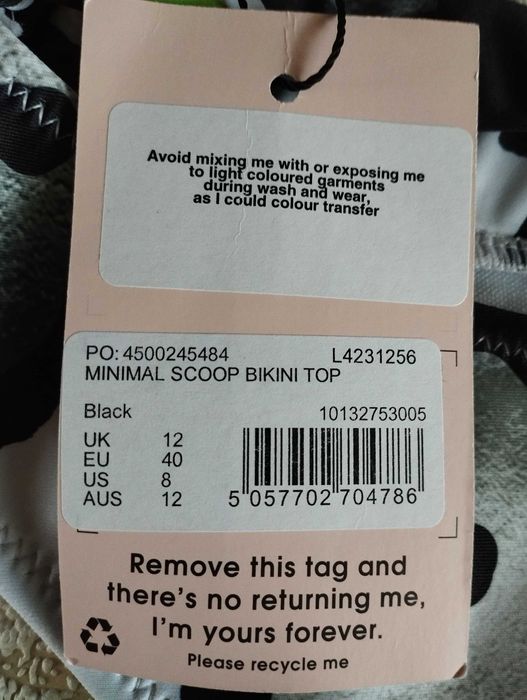 Avoid mixing me with or exposing me
to light coloured garments
during wash and wear,
as I could colour transfer
PO: 4500245484 L4231256
MINIMAL SCOOP BIKINI TOP
Black 10132753005
UK 12
EU 40
US 8
AUS 12
5 057702 704786
Remove this tag and
there's no returning me,
I'm yours forever.
Please recycle me